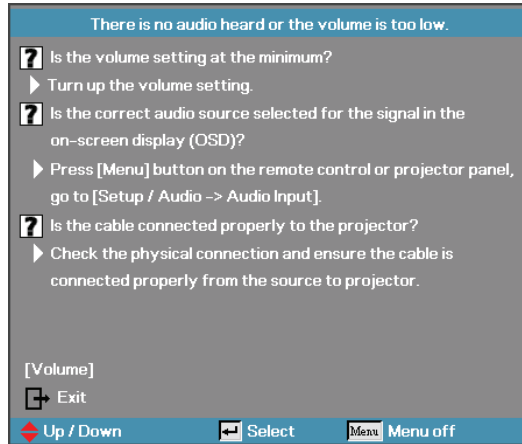 There is no audio heard or the volume is too low.
? Is the volume setting at the minimum?
Turn up the volume setting.
? Is the correct audio source selected for the signal in the
on-screen display (OSD)?
Press [Menu] button on the remote control or projector panel,
go to [Setup / Audio -> Audio Input].
? Is the cable connected properly to the projector?
Check the physical connection and ensure the cable is
connected properly from the source to projector.
[Volume]
Exit
Up / Down Select Menu Menu off